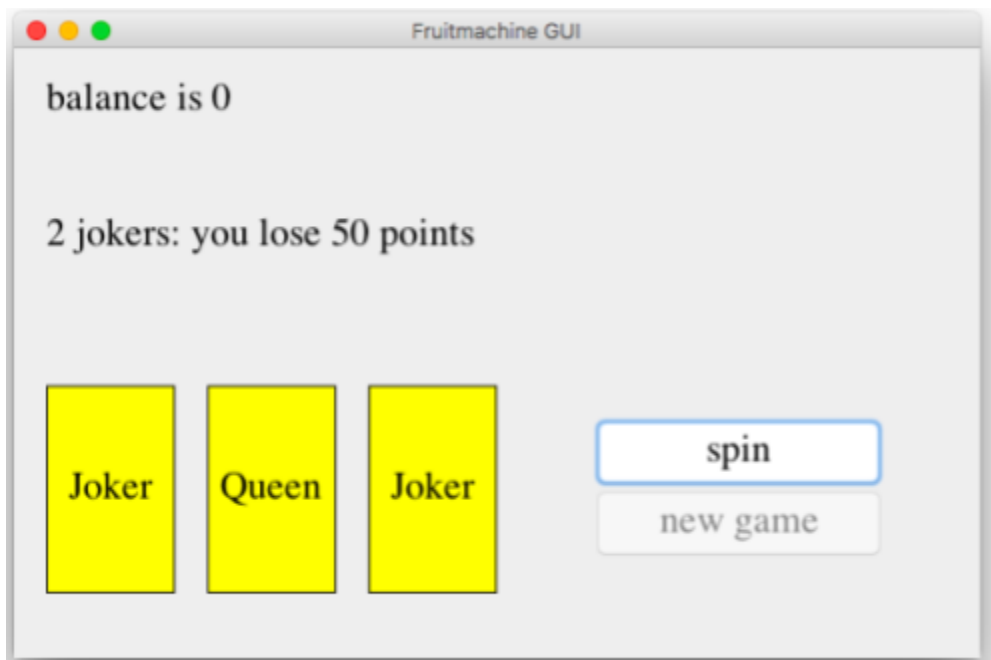 Fruitmachine GUI
balance is 0
2 jokers: you lose 50 points
Joker Queen Joker
spin
new game